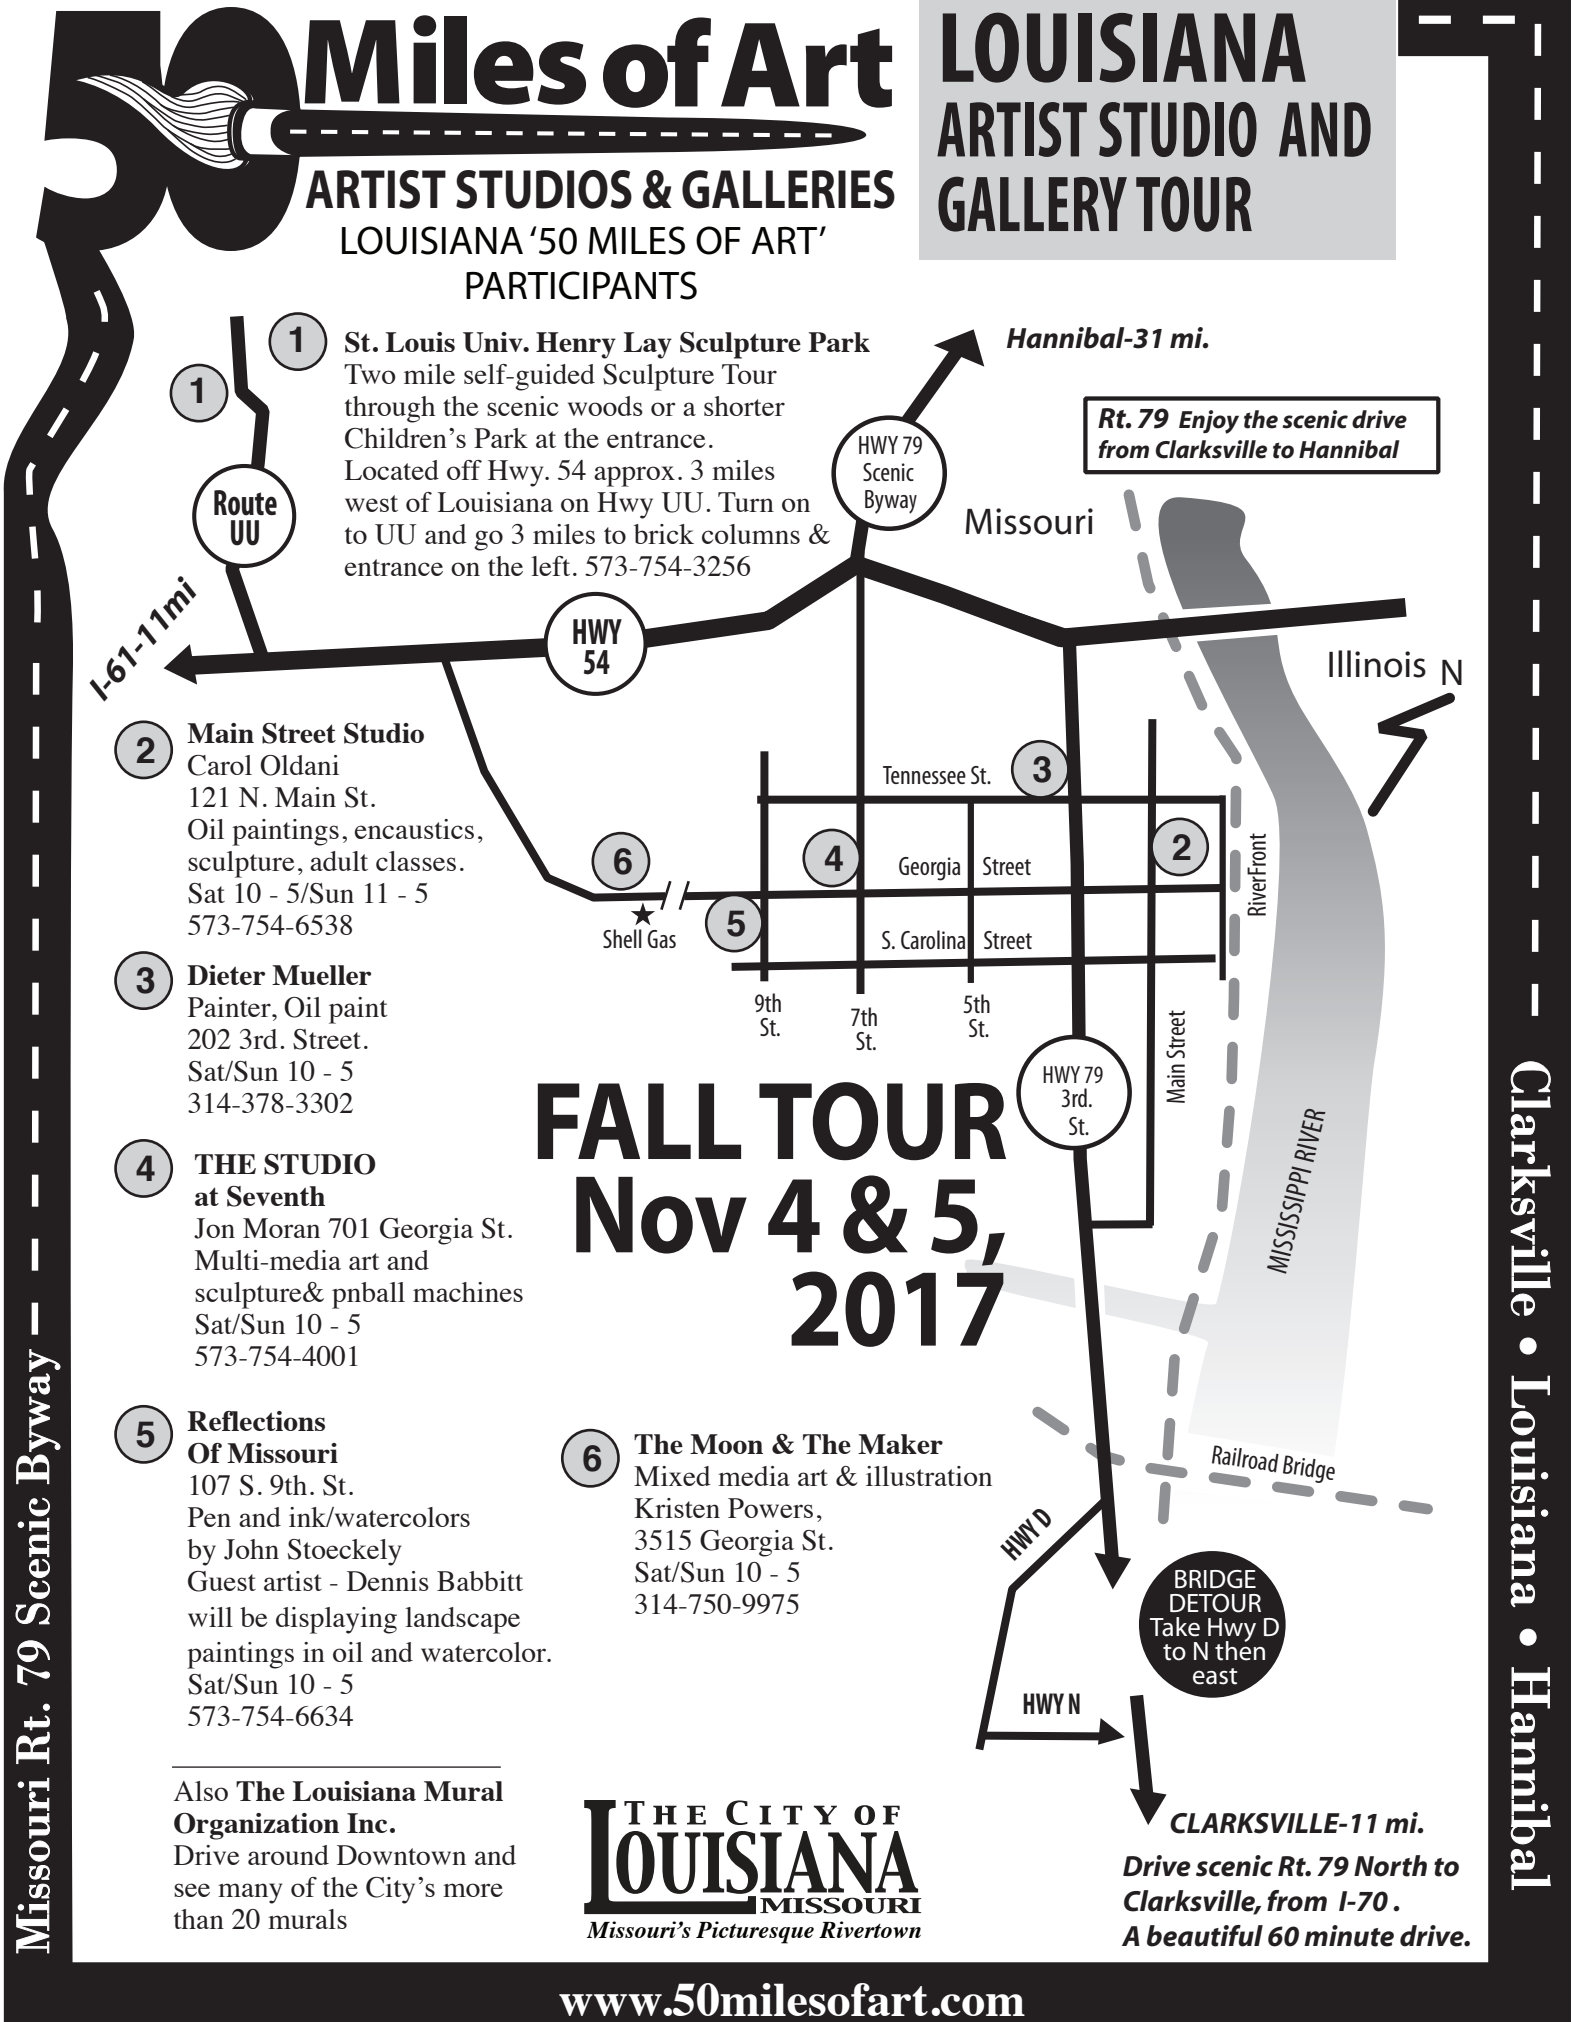 50 Miles of Art
ARTIST STUDIOS & GALLERIES
LOUISIANA ‘50 MILES OF ART’
PARTICIPANTS
LOUISIANA
ARTIST STUDIO AND
GALLERY TOUR
1
St. Louis Univ. Henry Lay Sculpture Park
Two mile self-guided Sculpture Tour
through the scenic woods or a shorter
Children’s Park at the entrance.
Located off Hwy. 54 approx. 3 miles
west of Louisiana on Hwy UU. Turn on
to UU and go 3 miles to brick columns &
entrance on the left. 573-754-3256
1
Route
UU
I-61-11mi
HWY
54
HWY 79
Scenic
Byway
Hannibal-31 mi.
Rt. 79 Enjoy the scenic drive
from Clarksville to Hannibal
Missouri
Illinois
N
2
Main Street Studio
Carol Oldani
121 N. Main St.
Oil paintings, encaustics,
sculpture, adult classes.
Sat 10 - 5/Sun 11 - 5
573-754-6538
3
Dieter Mueller
Painter, Oil paint
202 3rd. Street.
Sat/Sun 10 - 5
314-378-3302
4
THE STUDIO
at Seventh
Jon Moran 701 Georgia St.
Multi-media art and
sculpture& pnball machines
Sat/Sun 10 - 5
573-754-4001
5
Reflections
Of Missouri
107 S. 9th. St.
Pen and ink/watercolors
by John Stoeckely
Guest artist - Dennis Babbitt
will be displaying landscape
paintings in oil and watercolor.
Sat/Sun 10 - 5
573-754-6634
6
The Moon & The Maker
Mixed media art & illustration
Kristen Powers,
3515 Georgia St.
Sat/Sun 10 - 5
314-750-9975
Tennessee St.
3
6
4
Georgia Street
2
RiverFront
Shell Gas
5
S. Carolina Street
9th
St.
7th
St.
5th
St.
Main Street
HWY 79
3rd.
St.
MISSISSIPPI RIVER
FALL TOUR
Nov 4 & 5,
2017
Railroad Bridge
HWY D
BRIDGE
DETOUR
Take Hwy D
to N then
east
HWY N
CLARKSVILLE-11 mi.
Drive scenic Rt. 79 North to
Clarksville, from I-70 .
A beautiful 60 minute drive.
Also The Louisiana Mural
Organization Inc.
Drive around Downtown and
see many of the City’s more
than 20 murals
THE CITY OF
LOUISIANA
MISSOURI
Missouri’s Picturesque Rivertown
Missouri Rt. 79 Scenic Byway
Clarksville • Louisiana • Hannibal
www.50milesofart.com